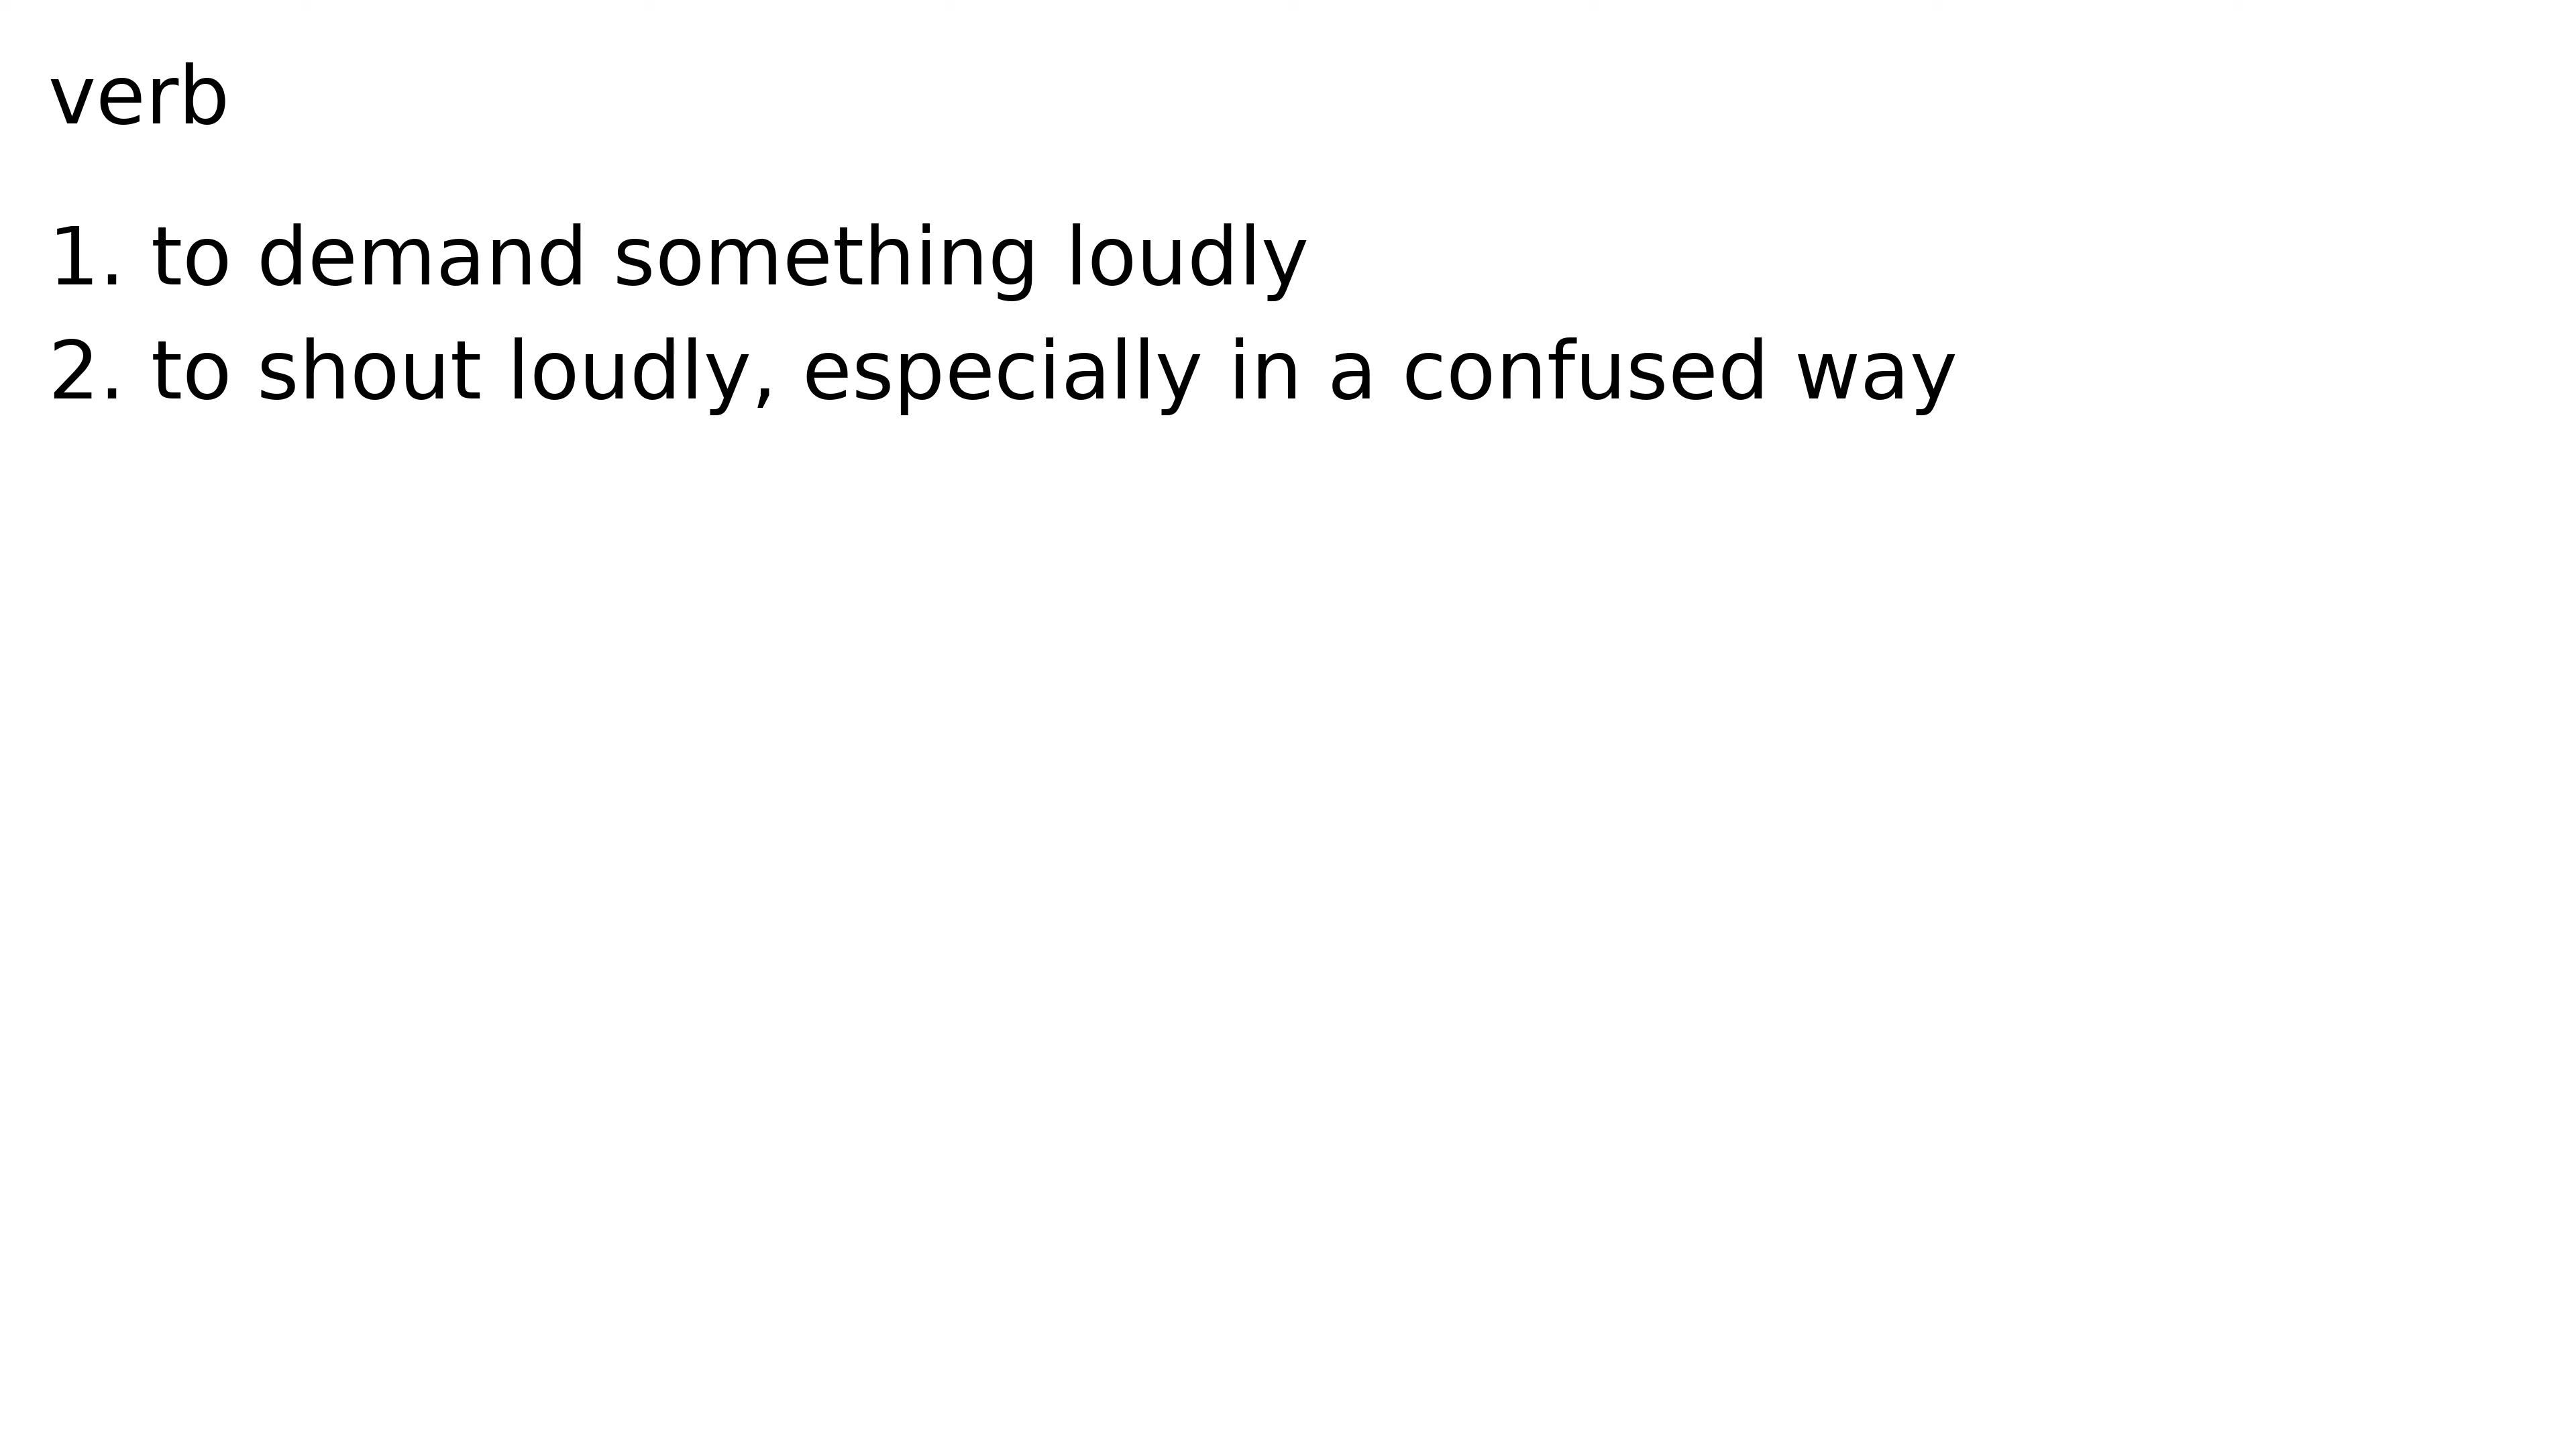 verb
1. to demand something loudly
2. to shout loudly, especially in a confused way